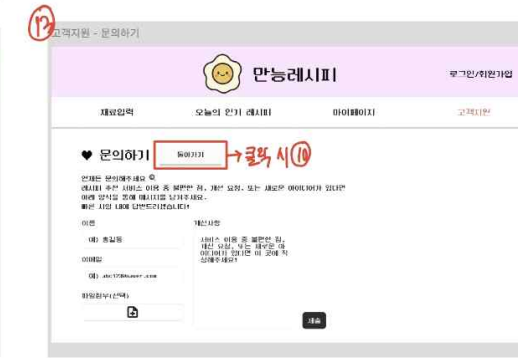 ⑬
고객지원 - 문의하기
만능레시피
로그인/회원가입
재료입력
오늘의 인기 레시피
마이페이지
고객지원
♥ 문의하기
돌아가기
→ 클릭 시 ⑩
언제든 문의해주세요
레시피 추천 서비스 이용 중 불편한 점, 개선 요청, 또는 새로운 아이디어가 있다면
아래 양식을 통해 메시지를 남겨주세요.
빠른 시일 내에 답변드리겠습니다!
이름
예) 홍길동
이메일
예) abc123@naver.com
파일첨부(선택)
개선사항
서비스 이용 중 불편한 점,
개선 요청, 또는 새로운 아
이디어가 있다면 이 곳에 작
성해주세요!
제출